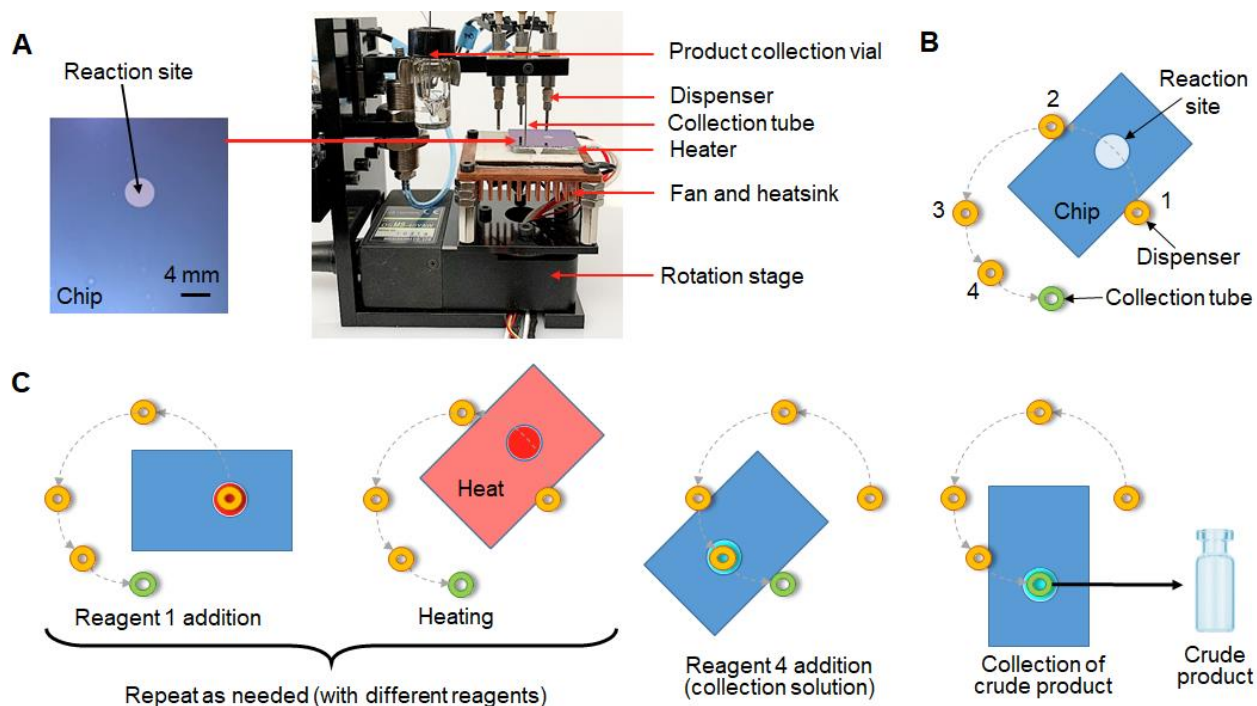 A
Reaction site
Chip
4 mm
Product collection vial
Dispenser
Collection tube
Heater
Fan and heatsink
Rotation stage
B
2
Reaction
site
3
Chip
1
Dispenser
4
Collection tube
C
Heat
Reagent 1 addition
Heating
Repeat as needed (with different reagents)
Reagent 4 addition
(collection solution)
Collection of
crude product
Crude
product